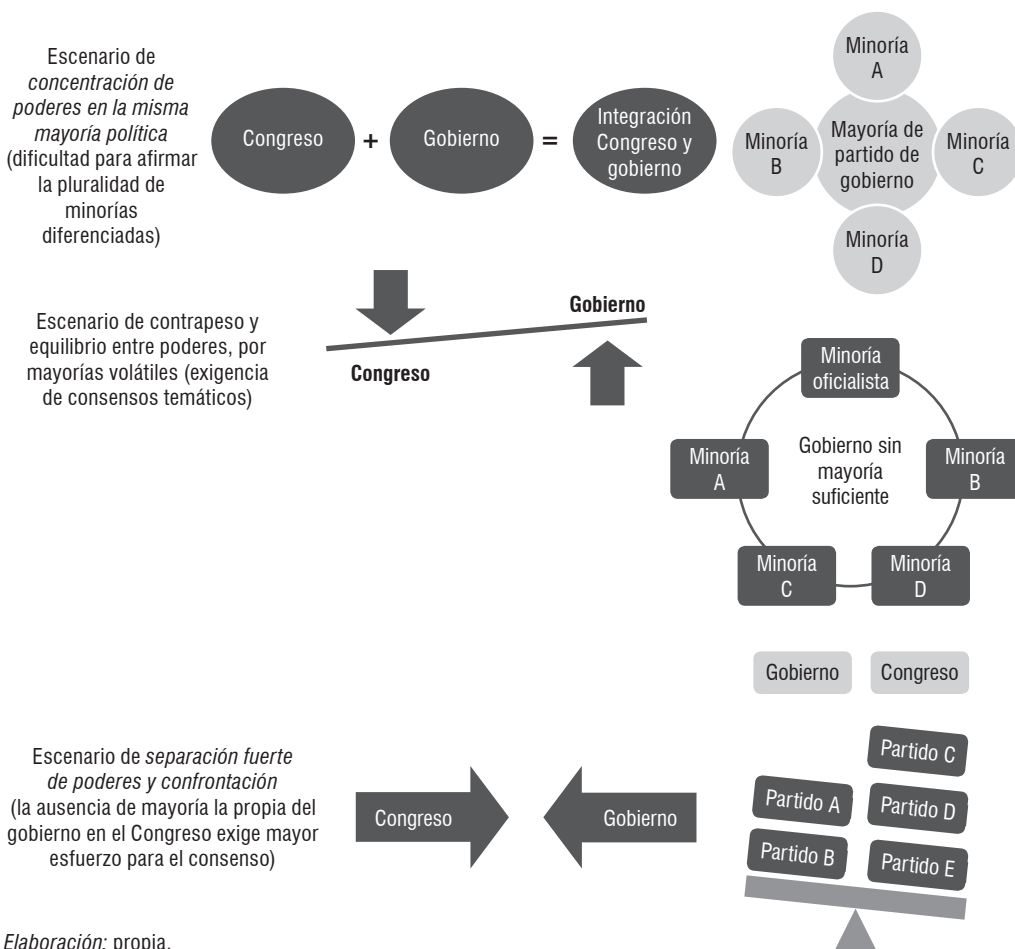 Escenario de
concentración de
poderes en la misma
mayoría política
(dificultad para afirmar
la pluralidad de
minorías
diferenciadas)
Congreso
+
Gobierno
=
Integración
Congreso y
gobierno
Minoría
A
Minoría
B
Mayoría de
partido de
gobierno
Minoría
C
Minoría
D
Escenario de contrapeso y
equilibrio entre poderes, por
mayorías volátiles (exigencia
de consensos temáticos)
Gobierno
Congreso
Minoría
oficialista
Minoría
A
Gobierno sin
mayoría
suficiente
Minoría
B
Minoría
C
Minoría
D
Escenario de separación fuerte
de poderes y confrontación
(la ausencia de mayoría la propia del
gobierno en el Congreso exige mayor
esfuerzo para el consenso)
Congreso
Gobierno
Gobierno
Congreso
Partido C
Partido A
Partido D
Partido B
Partido E
Elaboración: propia.